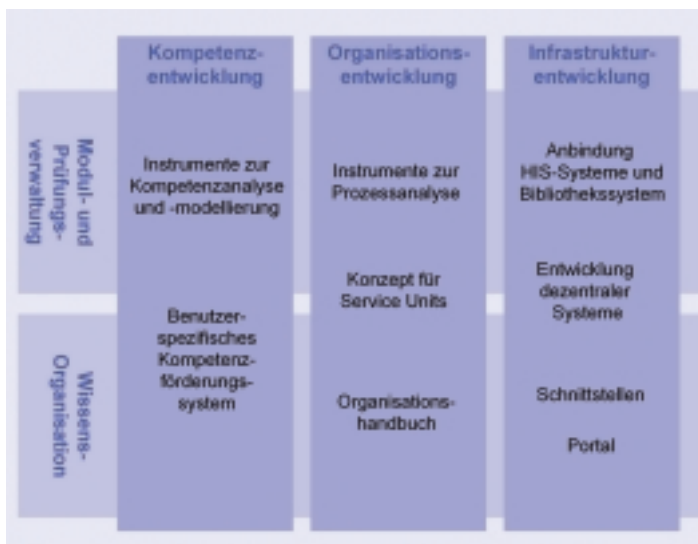 Kompetenz-
entwicklung
Organisations-
entwicklung
Infrastruktur-
entwicklung
Modul- und
Prüfungs-
verwaltung
Instrumente zur
Kompetenzanalyse
und -modellierung
Instrumente zur
Prozessanalyse
Anbindung
HIS-Systeme und
Bibliothekssystem
Konzept für
Service Units
Entwicklung
dezentraler
Systeme
Wissens-
Organisation
Benutzer-
spezifisches
Kompetenz-
förderungs-
system
Organisations-
handbuch
Schnittstellen
Portal